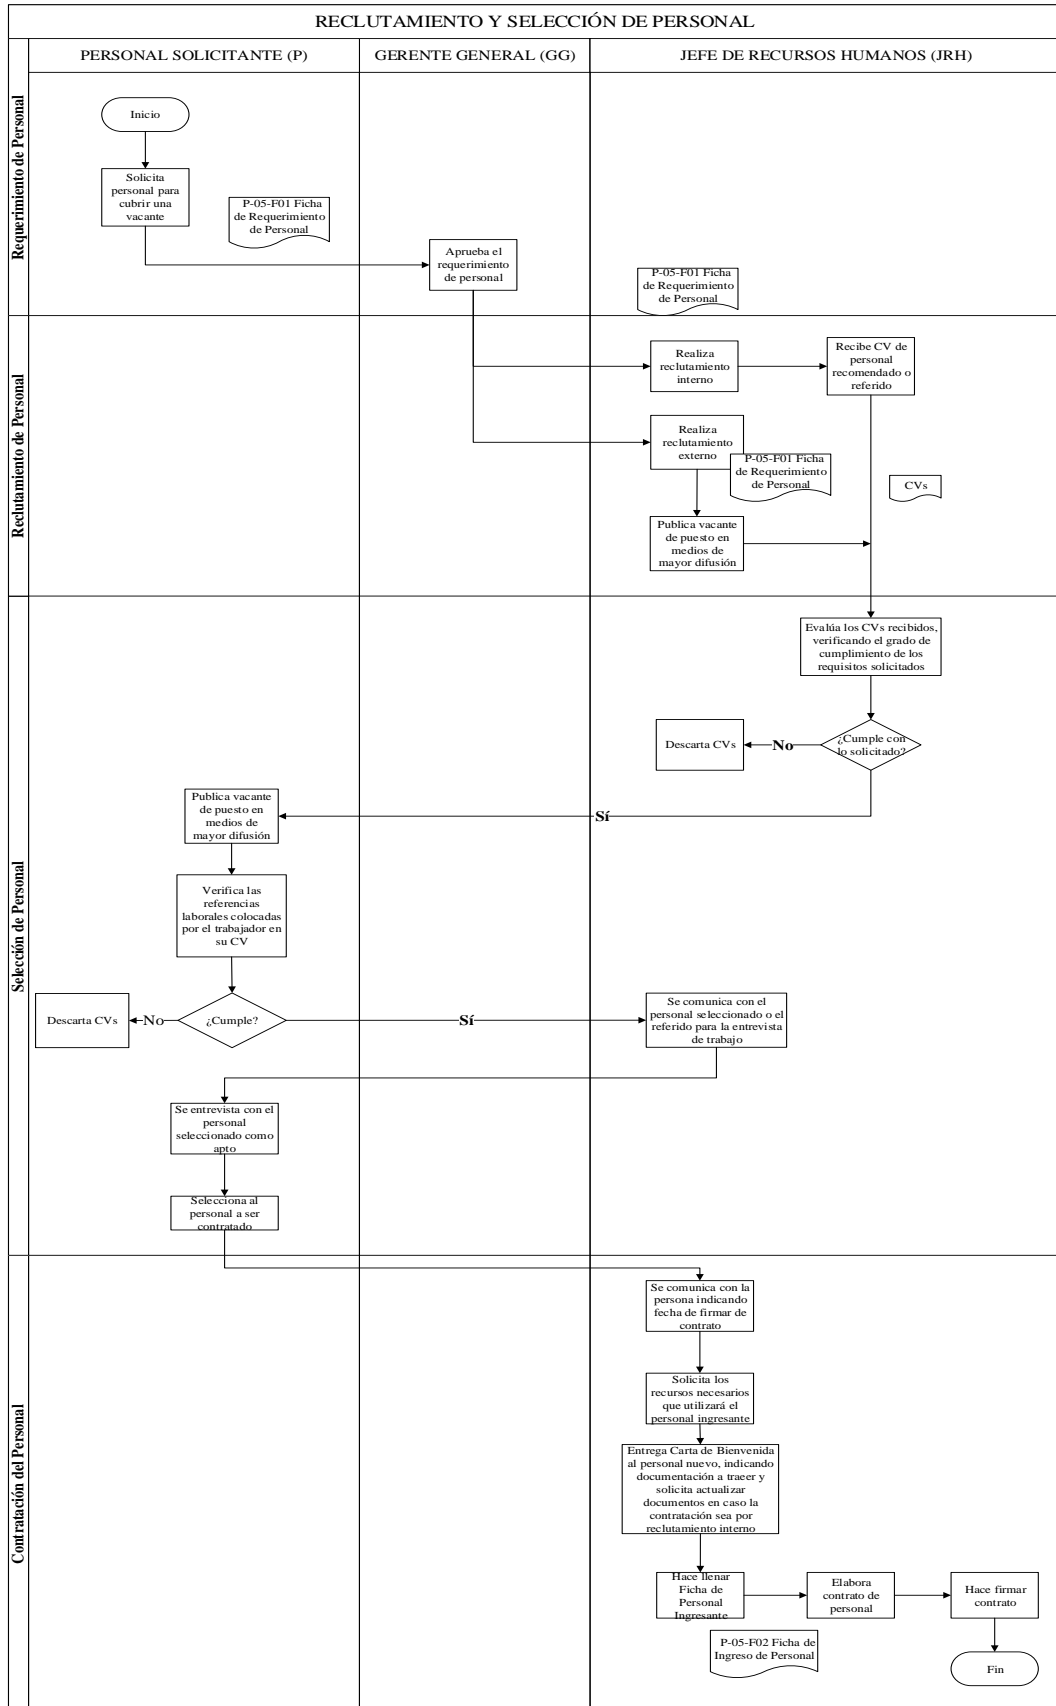 RECLUTAMIENTO Y SELECCIÓN DE PERSONAL
PERSONAL SOLICITANTE (P)
GERENTE GENERAL (GG)
JEFE DE RECURSOS HUMANOS (JRH)
Requerimiento de Personal
Inicio
Solicita
personal para
cubrir una
vacante
P-05-F01 Ficha
de Requerimiento
de Personal
Aprueba el
requerimiento
de personal
P-05-F01 Ficha
de Requerimiento
de Personal
Reclutamiento de Personal
Realiza
reclutamiento
interno
Recibe CV de
personal
recomendado o
referido
Realiza
reclutamiento
externo
P-05-F01 Ficha
de Requerimiento
de Personal
CVs
Publica vacante
de puesto en
medios de
mayor difusión
Selección de Personal
Evalúa los CVs recibidos,
verificando el grado de
cumplimiento de los
requisitos solicitados
¿Cumple con
lo solicitado?
No
Descarta CVs
Sí
Publica vacante
de puesto en
medios de
mayor difusión
Verifica las
referencias
laborales colocadas
por el trabajador en
su CV
¿Cumple?
No
Descarta CVs
Sí
Se comunica con el
personal seleccionado o el
referido para la entrevista
de trabajo
Se entrevista con el
personal
seleccionado como
apto
Selecciona al
personal a ser
contratado
Contratación del Personal
Se comunica con la
persona indicando
fecha de firmar de
contrato
Solicita los
recursos necesarios
que utilizará el
personal ingresante
Entrega Carta de Bienvenida
al personal nuevo, indicando
documentación a traeer y
solicita actualizar
documentos en caso la
contratación sea por
reclutamiento interno
Hace llenar
Ficha de
Personal
Ingresante
Elabora
contrato de
personal
Hace firmar
contrato
P-05-F02 Ficha de
Ingreso de Personal
Fin